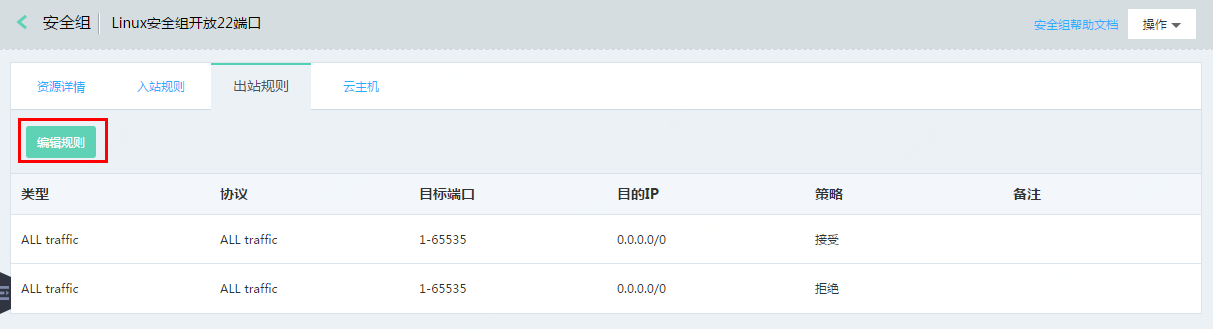 安全组 Linux安全组开放22端口 安全组帮助文档 操作
资源详情 入站规则 出站规则 云主机
编辑规则
类型 协议 目标端口 目的IP 策略 备注
ALL traffic ALL traffic 1-65535 0.0.0.0/0 接受
ALL traffic ALL traffic 1-65535 0.0.0.0/0 拒绝